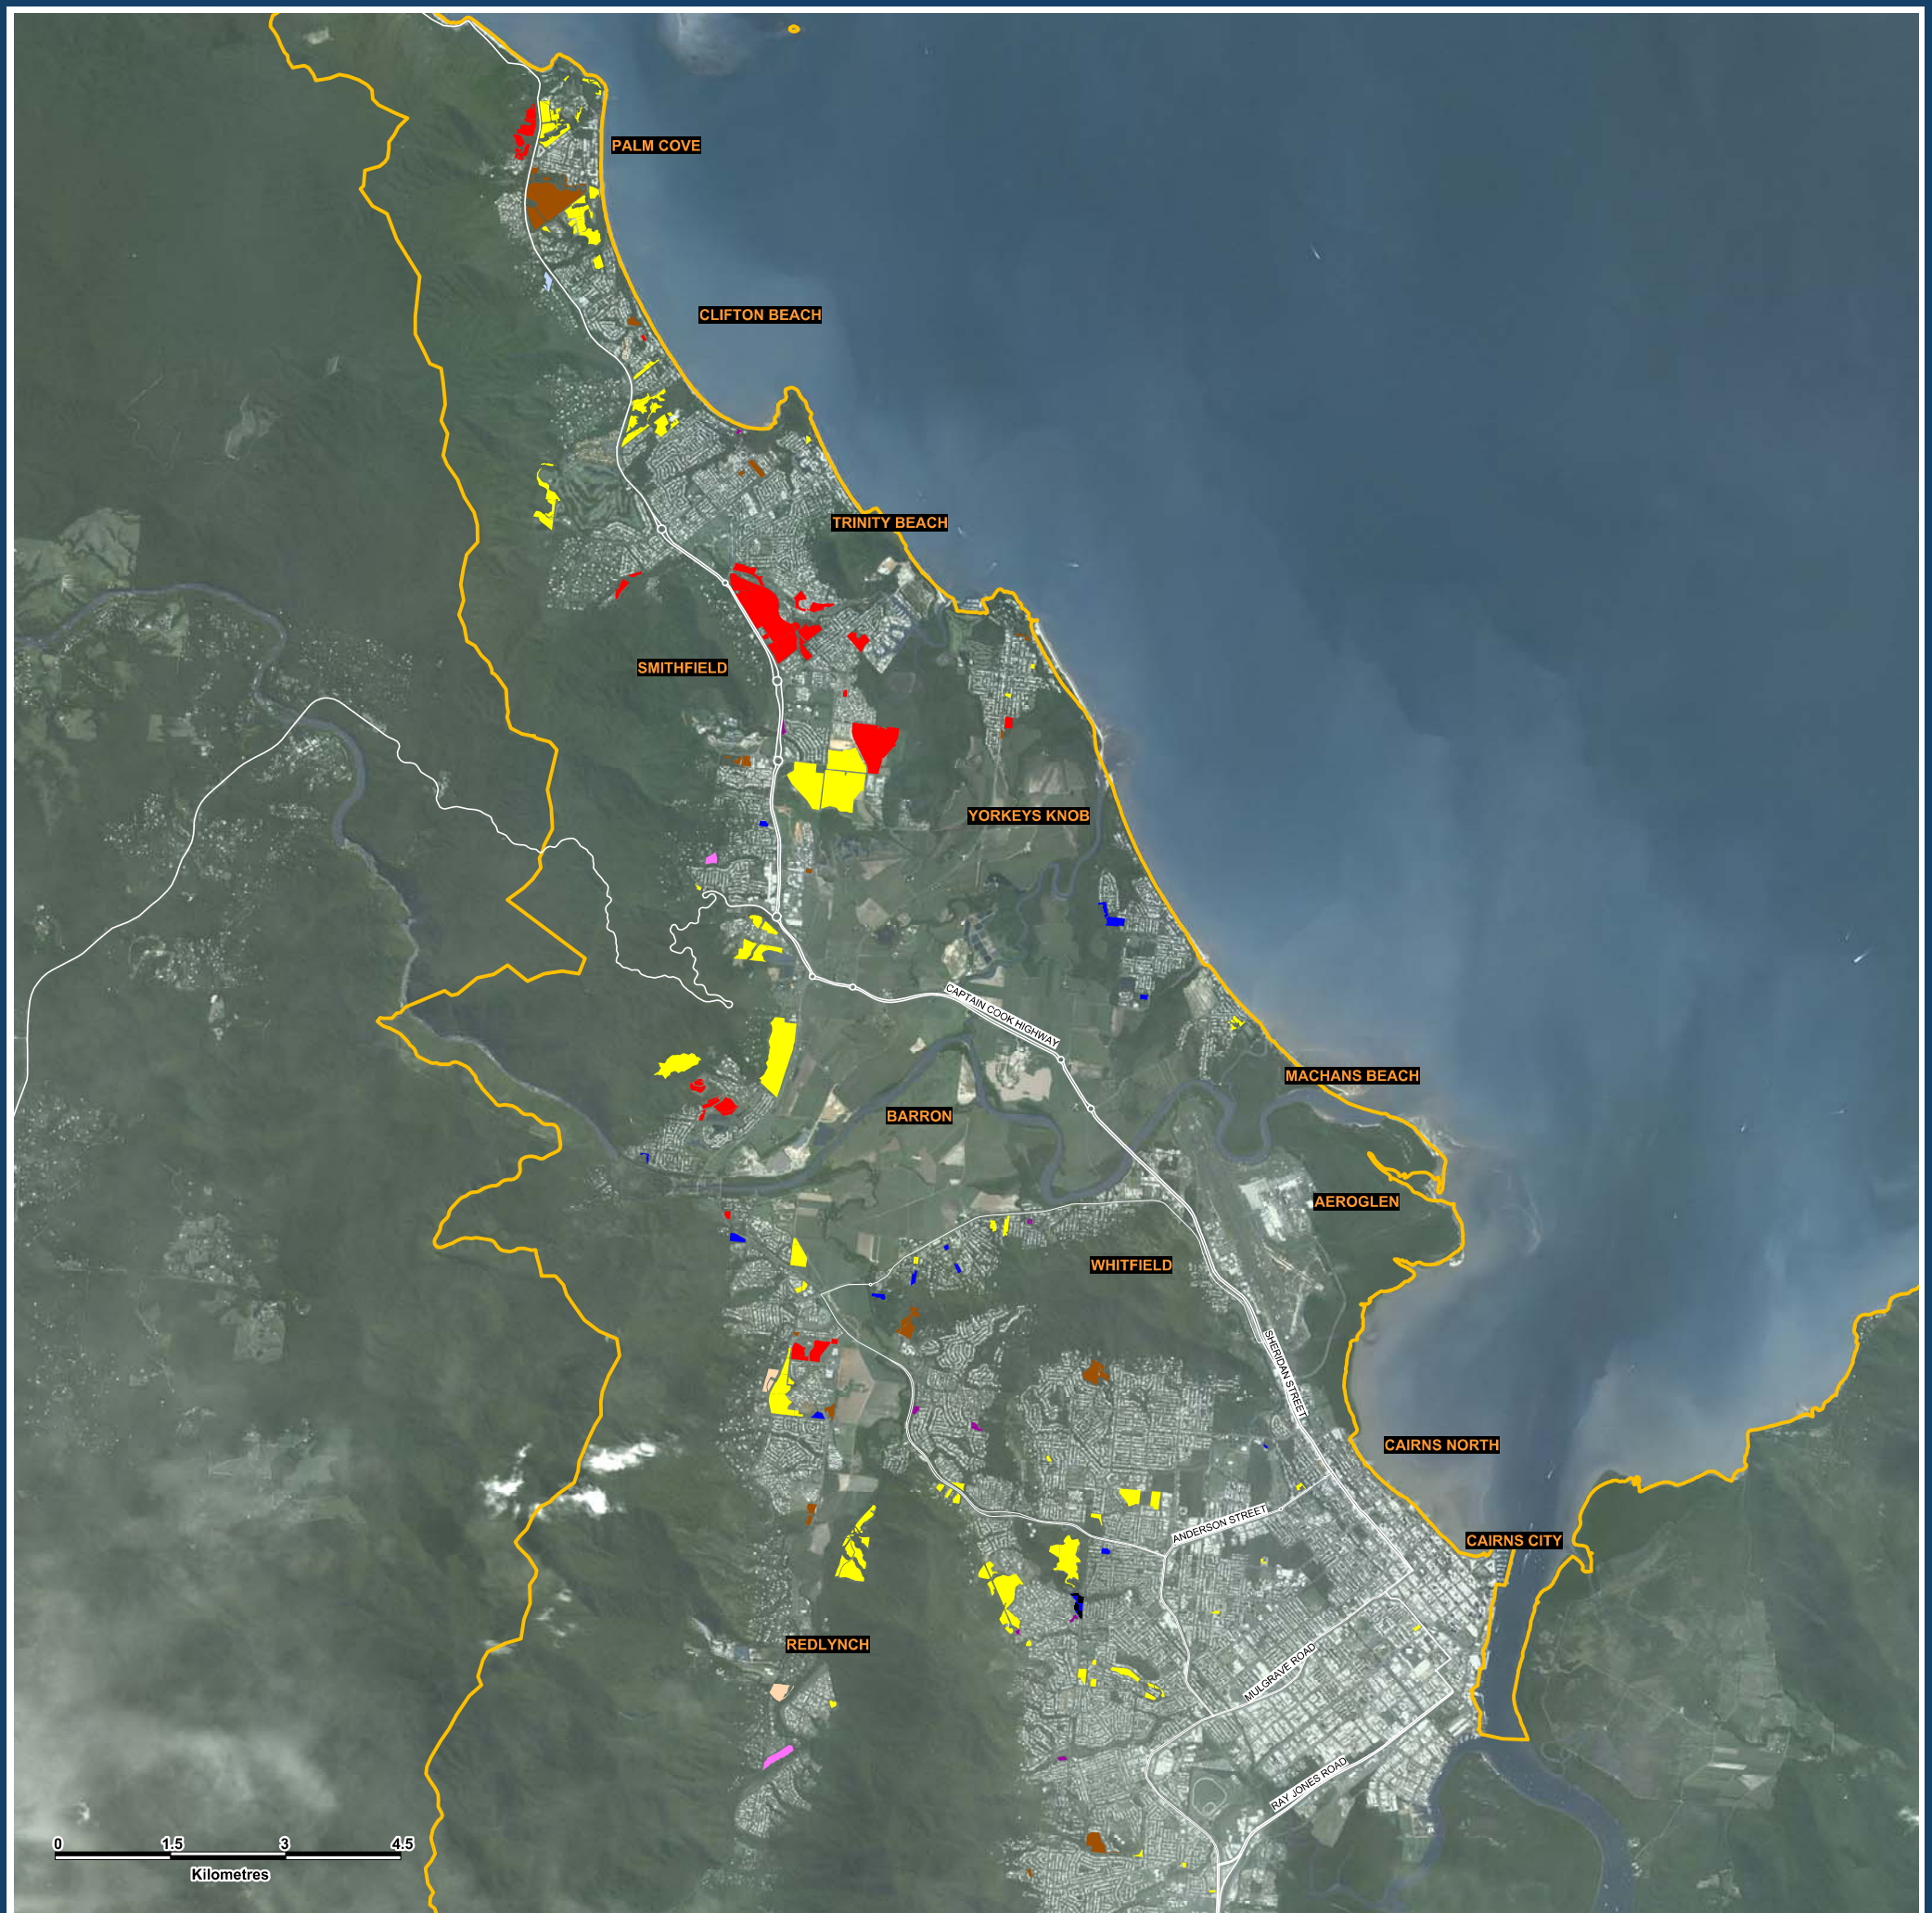 PALM COVE
CLIFTON BEACH
TRINITY BEACH
SMITHFIELD
YORKEYS KNOB
CAPTAIN COOK HIGHWAY
MACHANS BEACH
BARRON
AEROGLEN
WHITFIELD
SHERIDAN STREET
CAIRNS NORTH
ANDERSON STREET
CAIRNS CITY
REDLYNCH
MULGRAVE ROAD
RAY JONES ROAD
0 1.5 3 4.5
Kilometres